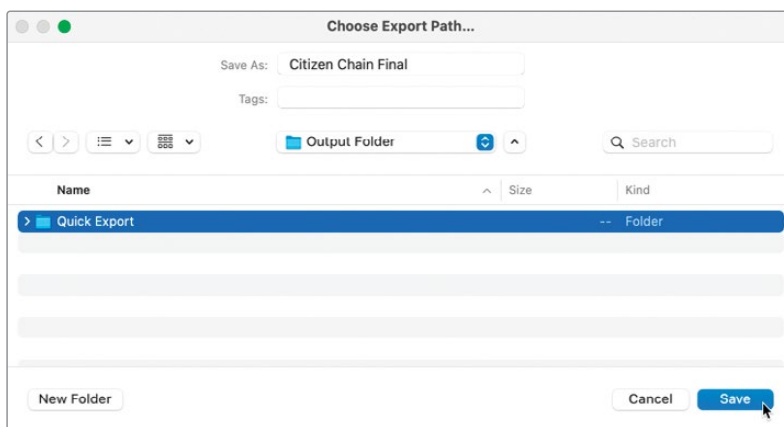 Choose Export Path...
Save As: Citizen Chain Final
Tags:
Output Folder Search
Name Size Kind
Quick Export -- Folder
New Folder Cancel Save